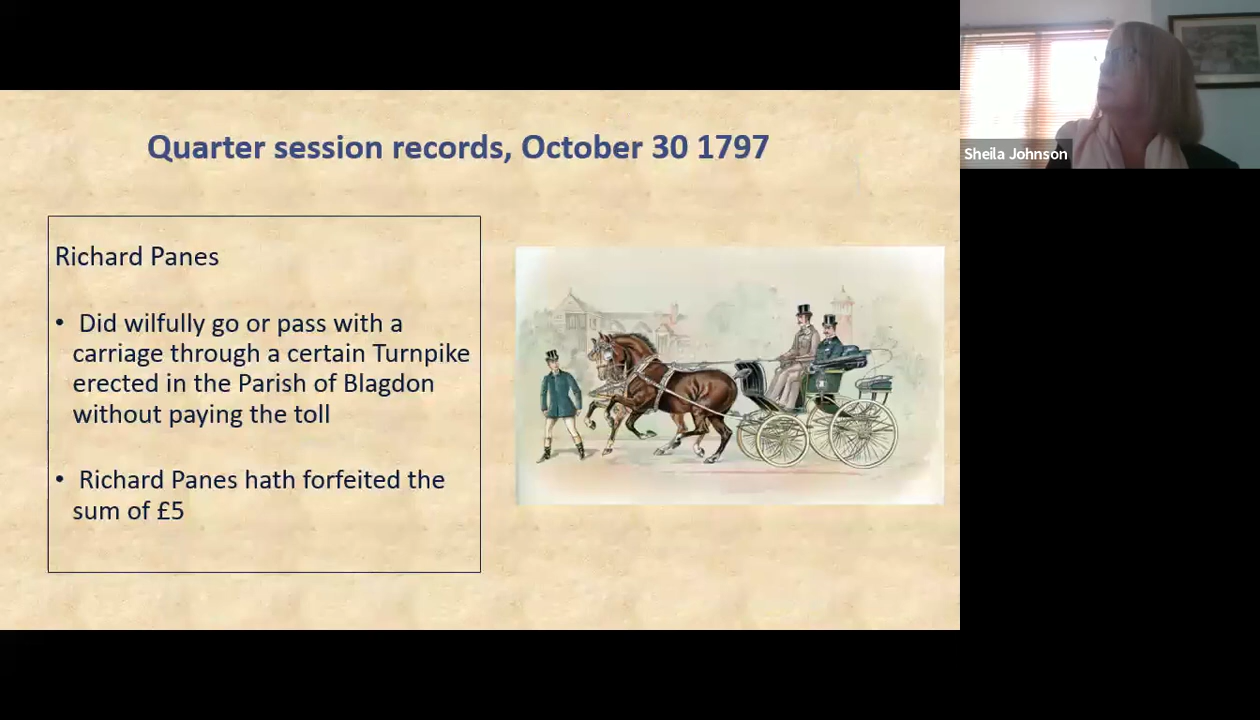 Quarter session records, October 30 1797
Sheila Johnson
Richard Panes
• Did wilfully go or pass with a
carriage through a certain Turnpike
erected in the Parish of Blagdon
without paying the toll
• Richard Panes hath forfeited the
sum of £5